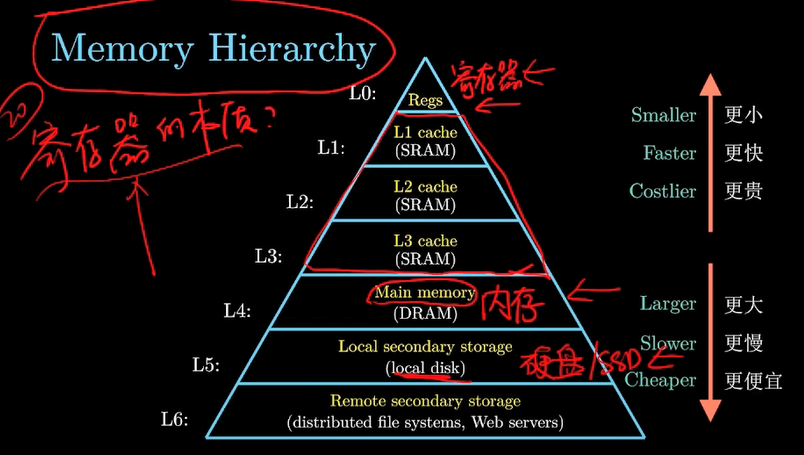 Memory Hierarchy
寄存器的本质?
L0:
Regs
寄存器
L1:
L1 cache
(SRAM)
L2:
L2 cache
(SRAM)
L3:
L3 cache
(SRAM)
L4:
Main memory
(DRAM)
内存
L5:
Local secondary storage
(local disk)
硬盘/SSD
L6:
Remote secondary storage
(distributed file systems, Web servers)
Smaller 更小
Faster 更快
Costlier 更贵
Larger 更大
Slower 更慢
Cheaper 更便宜